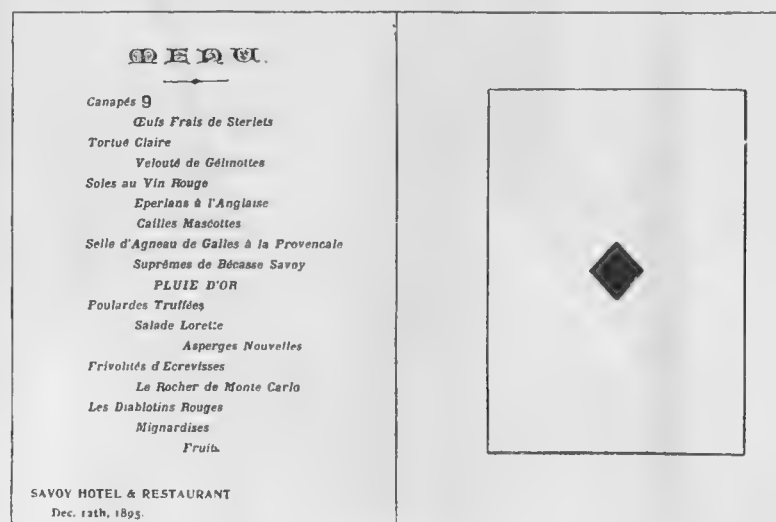 MENU.
Canapés 9
Œufs Frais de Sterlets
Tortue Claire
Velouté de Gélinottes
Soles au Vin Rouge
Eperlans à l'Anglaise
Cailles Mascottes
Selle d'Agneau de Galles à la Provencale
Suprêmes de Bécasse Savoy
PLUIE D'OR
Poulardes Truffées
Salade Lorette
Asperges Nouvelles
Frivolités d'Ecrevisses
Le Rocher de Monte Carlo
Les Diablotins Rouges
Mignardises
Fruits
SAVOY HOTEL & RESTAURANT
Dec. 12th, 1895.